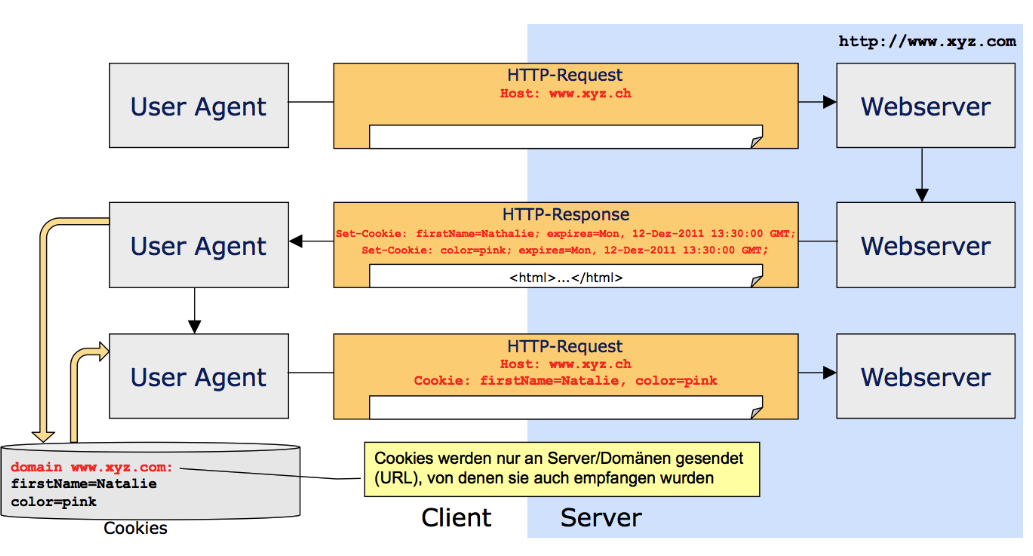 http://www.xyz.com
User Agent
HTTP-Request
Host: www.xyz.ch
Webserver
User Agent
HTTP-Response
Set-Cookie: firstName=Nathalie; expires=Mon, 12-Dez-2011 13:30:00 GMT;
Set-Cookie: color=pink; expires=Mon, 12-Dez-2011 13:30:00 GMT;
<html>...</html>
Webserver
User Agent
HTTP-Request
Host: www.xyz.ch
Cookie: firstName=Natalie, color=pink
Webserver
domain www.xyz.com:
firstName=Natalie
color=pink
Cookies
Cookies werden nur an Server/Domänen gesendet
(URL), von denen sie auch empfangen wurden
Client
Server